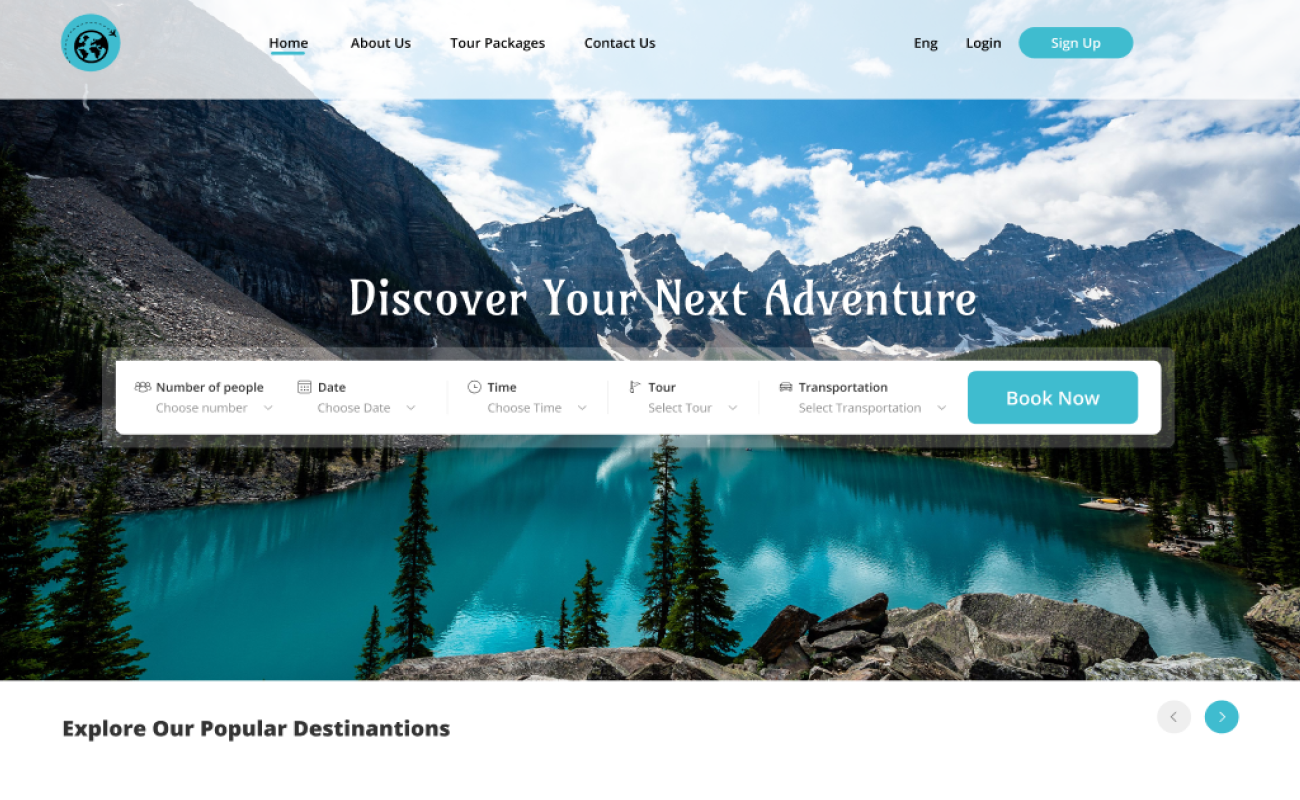 Home About Us Tour Packages Contact Us Eng Login Sign Up
Discover Your Next Adventure
Number of people Date Time Tour Transportation
Choose number Choose Date Choose Time Select Tour Select Transportation
Book Now
Explore Our Popular Destinantions